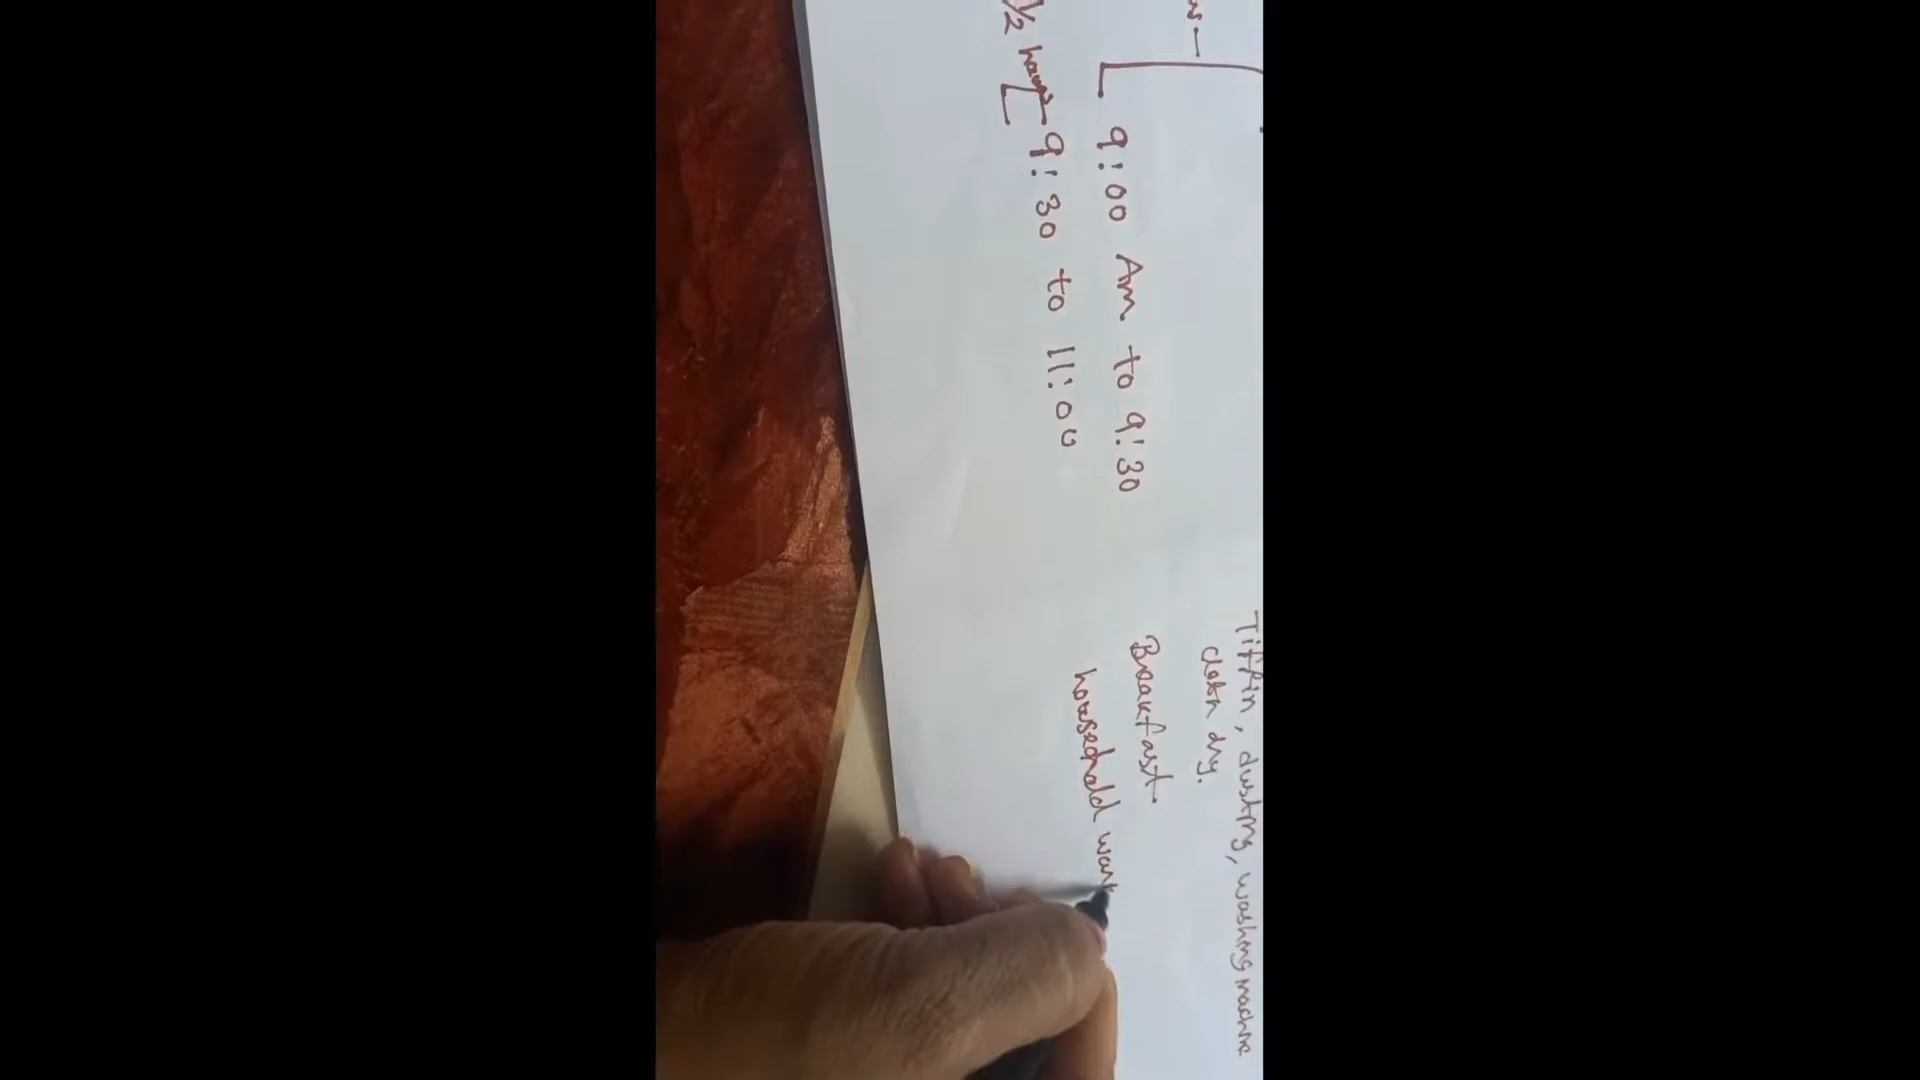 Tiffin, dusting, washing machine
cloth dry.
9:00 Am to 9:30 Breakfast.
1/2 hours 9:30 to 11:00 household work